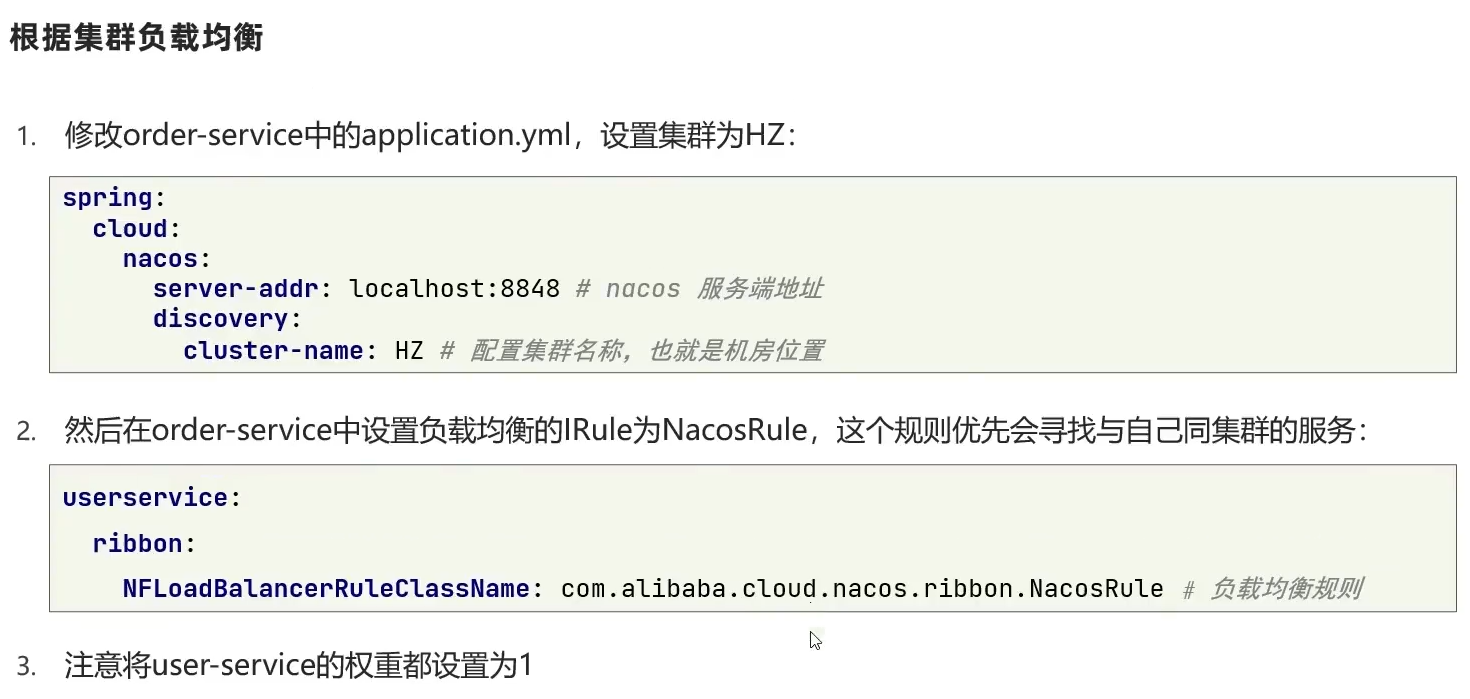 根据集群负载均衡
1. 修改order-service中的application.yml，设置集群为HZ：
spring:
  cloud:
    nacos:
      server-addr: localhost:8848 # nacos 服务端地址
      discovery:
        cluster-name: HZ # 配置集群名称，也就是机房位置
2. 然后在order-service中设置负载均衡的IRule为NacosRule，这个规则优先会寻找与自己同集群的服务：
userservice:
  ribbon:
    NFLoadBalancerRuleClassName: com.alibaba.cloud.nacos.ribbon.NacosRule # 负载均衡规则
3. 注意将user-service的权重都设置为1